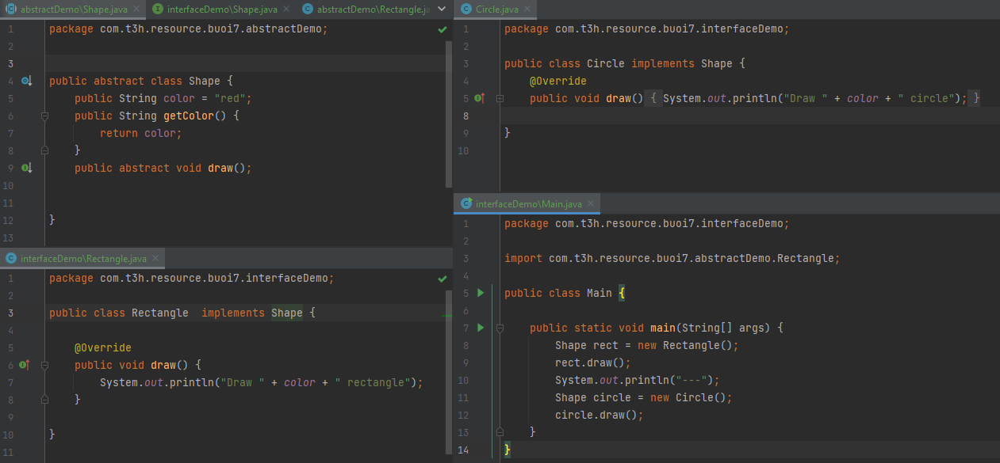 abstractDemo\Shape.java
interfaceDemo\Shape.java
abstractDemo\Rectangle.ja
1 package com.t3h.resource.buoi7.abstractDemo;
2
3
4 public abstract class Shape {
5 public String color = "red";
6 public String getColor() {
7 return color;
8 }
9 public abstract void draw();
10
11
12 }
13
interfaceDemo\Rectangle.java
1 package com.t3h.resource.buoi7.interfaceDemo;
2
3 public class Rectangle  implements Shape {
4
5 @Override
6 public void draw() {
7 System.out.println("Draw " + color + " rectangle");
8 }
9
10 }
11
Circle.java
1 package com.t3h.resource.buoi7.interfaceDemo;
2
3 public class Circle implements Shape {
4 @Override
5 public void draw() { System.out.println("Draw " + color + " circle"); }
8
9 }
10
interfaceDemo\Main.java
1 package com.t3h.resource.buoi7.interfaceDemo;
2
3 import com.t3h.resource.buoi7.abstractDemo.Rectangle;
4
5 public class Main {
6
7 public static void main(String[] args) {
8 Shape rect = new Rectangle();
9 rect.draw();
10 System.out.println("---");
11 Shape circle = new Circle();
12 circle.draw();
13 }
14 }